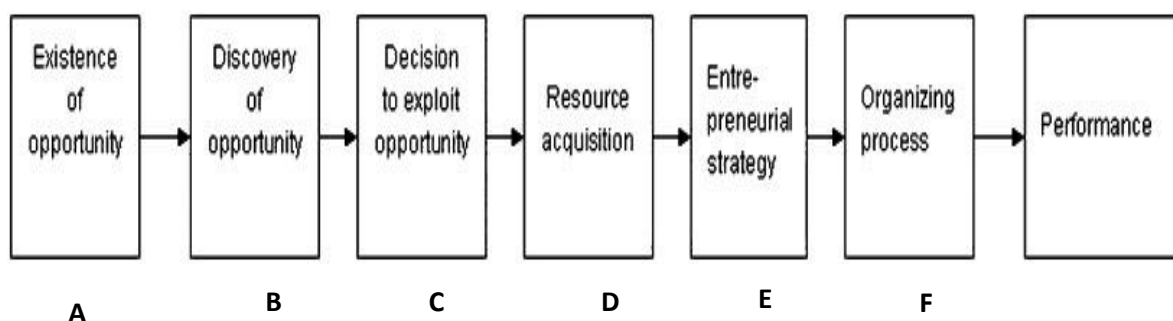 Existence
of
opportunity
Discovery
of
opportunity
Decision
to exploit
opportunity
Resource
acquisition
Entre-
preneurial
strategy
Organizing
process
Performance
A
B
C
D
E
F